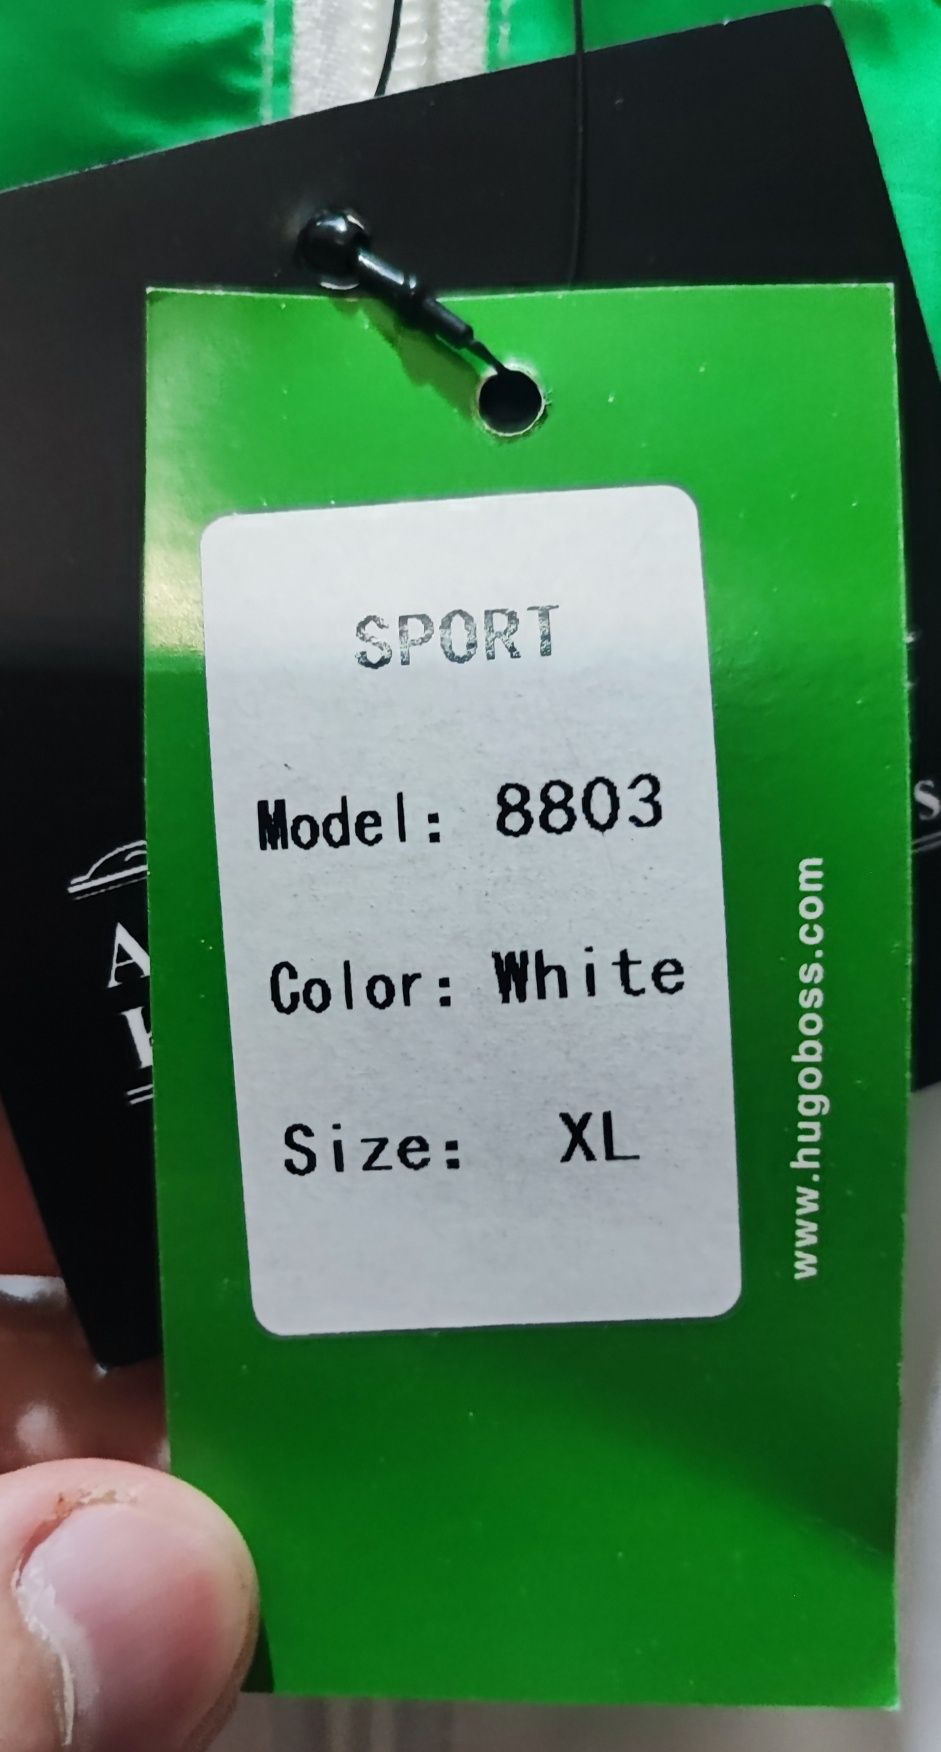 SPORT
Model: 8803
Color: White
Size: XL
www.hugoboss.com